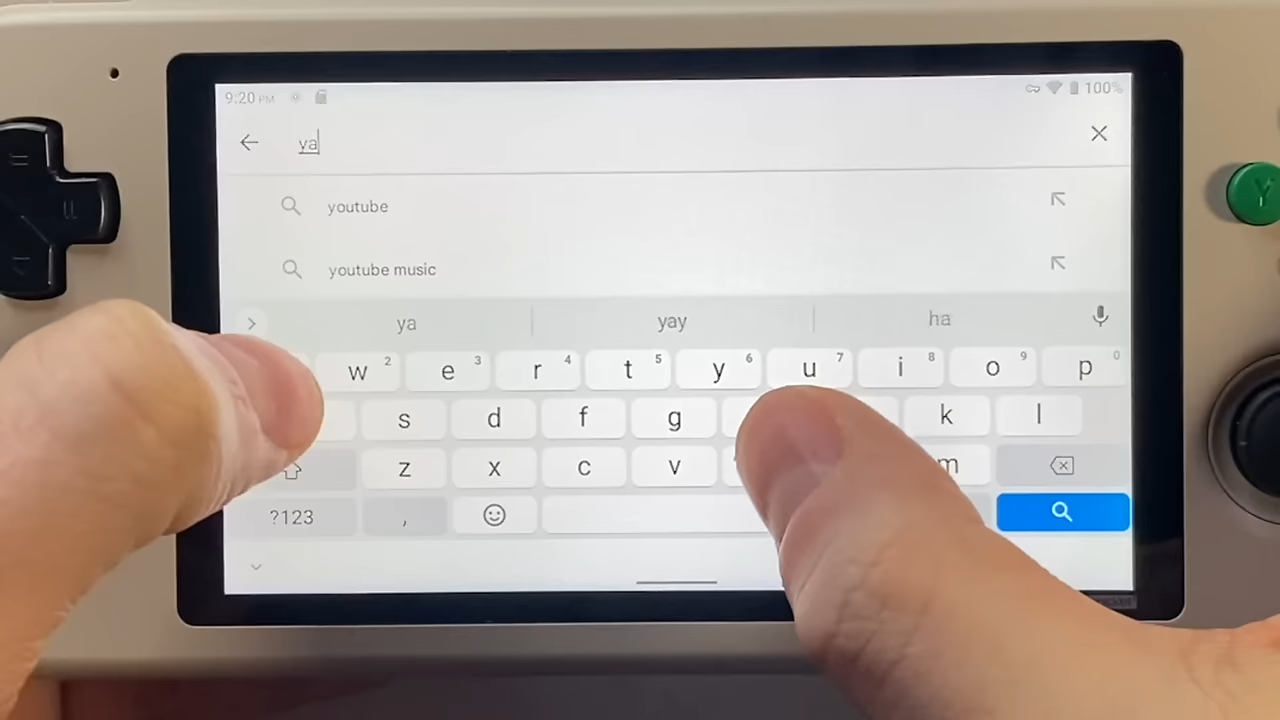 9:20 PM 100%
ya
youtube
youtube music
ya yay ha
w 2 e 3 r 4 t 5 y 6 u 7 i 8 o 9 p 0
s d f g k l
z x c v m
?123 ,
Y